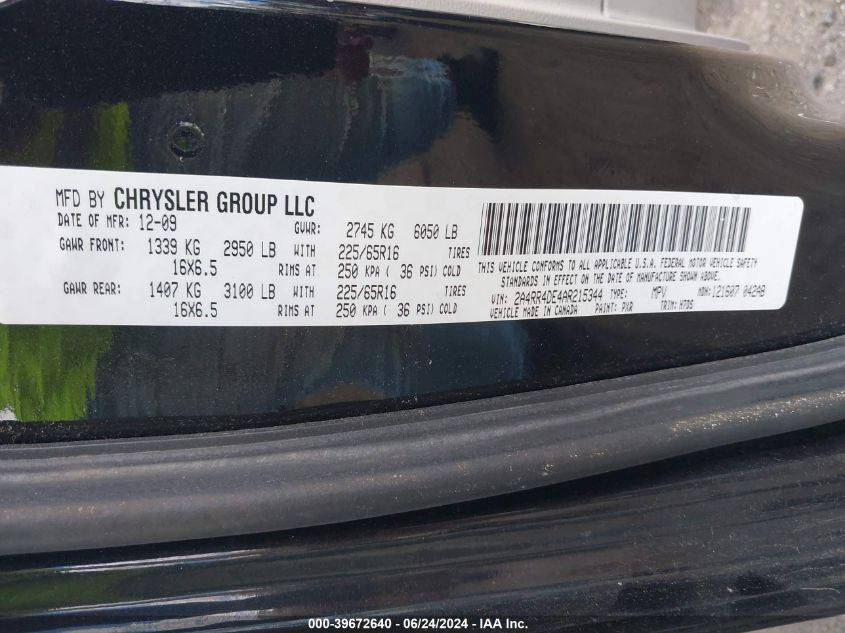 MFD BY CHRYSLER GROUP LLC
DATE OF MFR: 12-09 GVWR: 2745 KG 6050 LB
GAWR FRONT: 1339 KG 2950 LB WITH 225/65R16 TIRES
16X6.5 RIMS AT 250 KPA ( 36 PSI) COLD
GAWR REAR: 1407 KG 3100 LB WITH 225/65R16 TIRES
16X6.5 RIMS AT 250 KPA ( 36 PSI) COLD
THIS VEHICLE CONFORMS TO ALL APPLICABLE U.S.A. FEDERAL MOTOR VEHICLE SAFETY
STANDARDS IN EFFECT ON THE DATE OF MANUFACTURE SHOWN ABOVE.
VIN: 2A4RR4DE4AR215344 TYPE: MPV MDH: 121607 042AB
VEHICLE MADE IN CANADA PAINT: PXR TRIM: H7DS
000-39672640 - 06/24/2024 - IAA Inc.